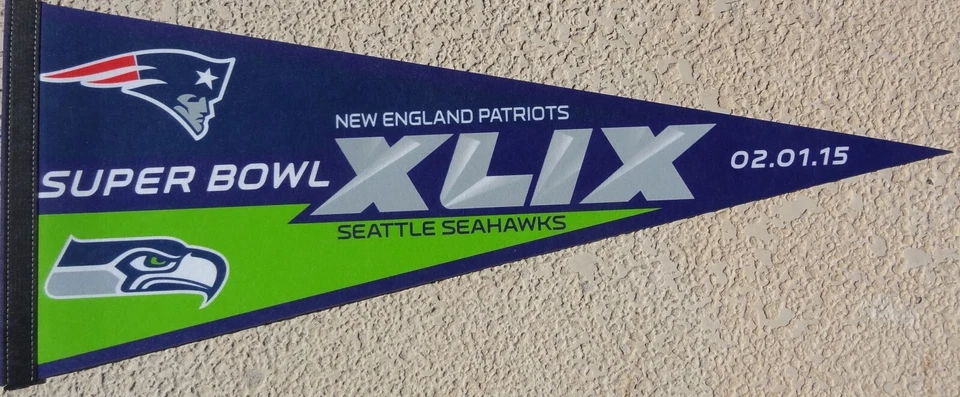 NEW ENGLAND PATRIOTS
SUPER BOWL XLIX
02.01.15
SEATTLE SEAHAWKS